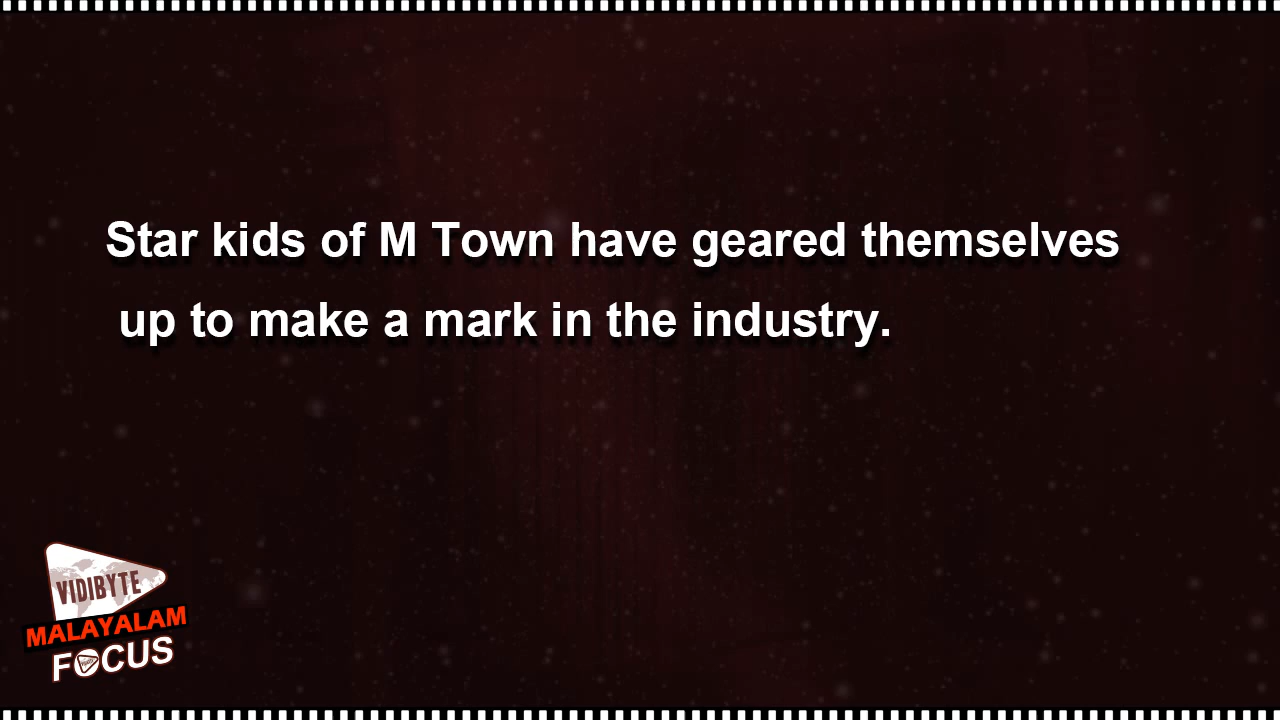 Star kids of M Town have geared themselves
up to make a mark in the industry.
VIDIBYTE
MALAYALAM
FOCUS